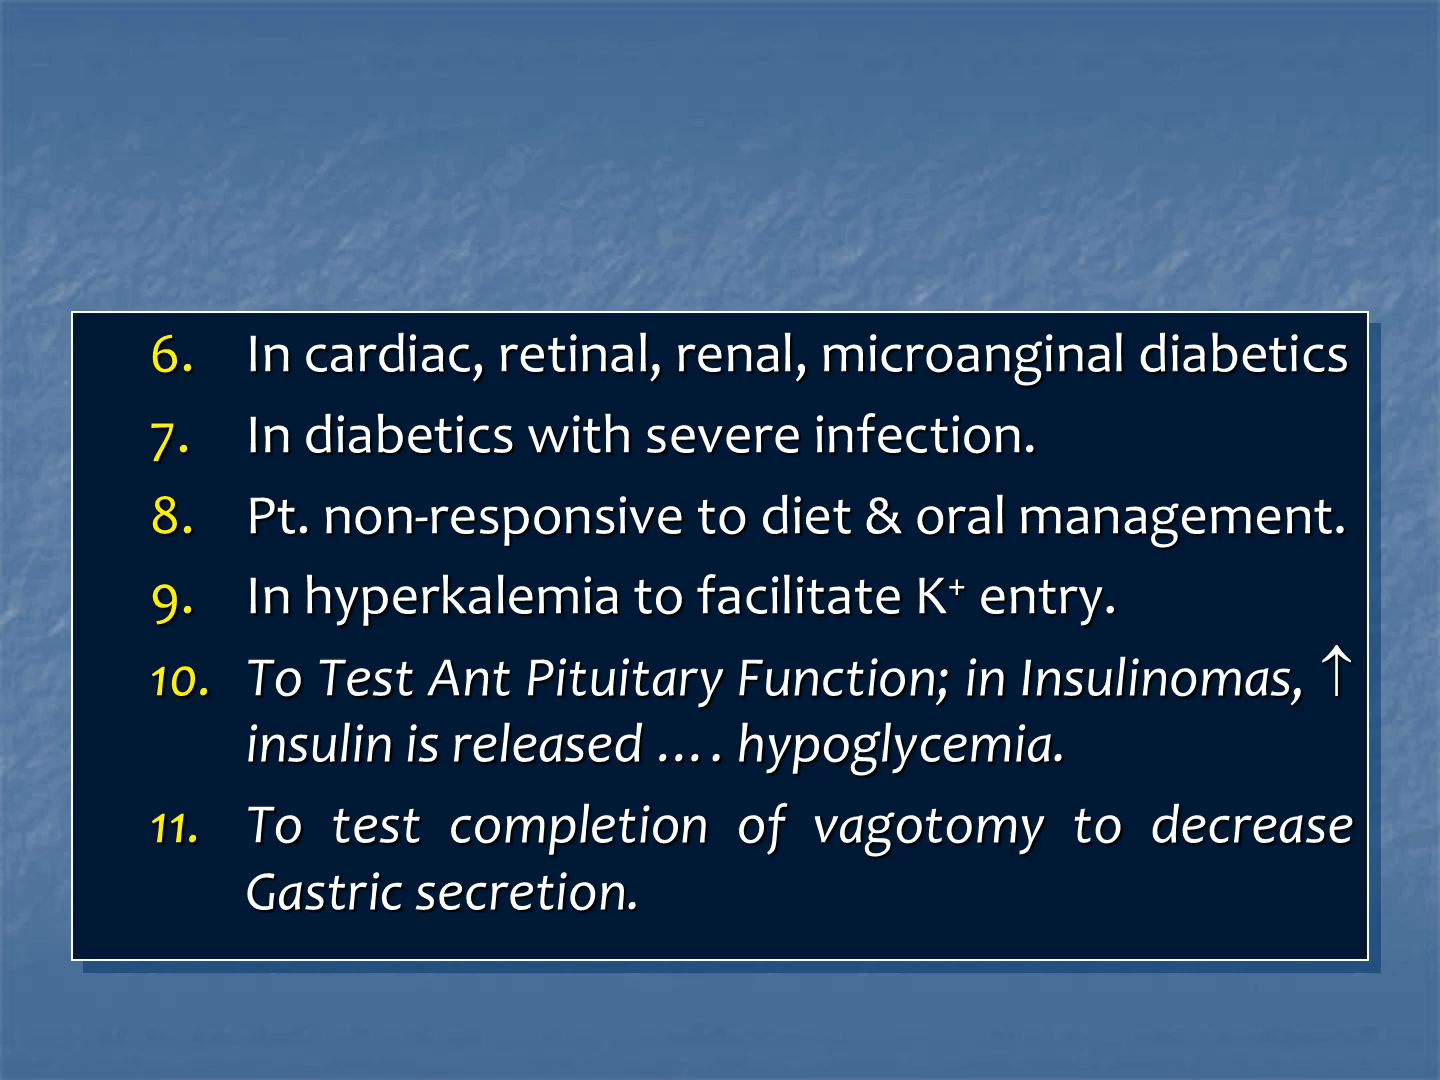 6. In cardiac, retinal, renal, microanginal diabetics
7. In diabetics with severe infection.
8. Pt. non-responsive to diet & oral management.
9. In hyperkalemia to facilitate K⁺ entry.
10. To Test Ant Pituitary Function; in Insulinomas, ↑
insulin is released …. hypoglycemia.
11. To test completion of vagotomy to decrease
Gastric secretion.